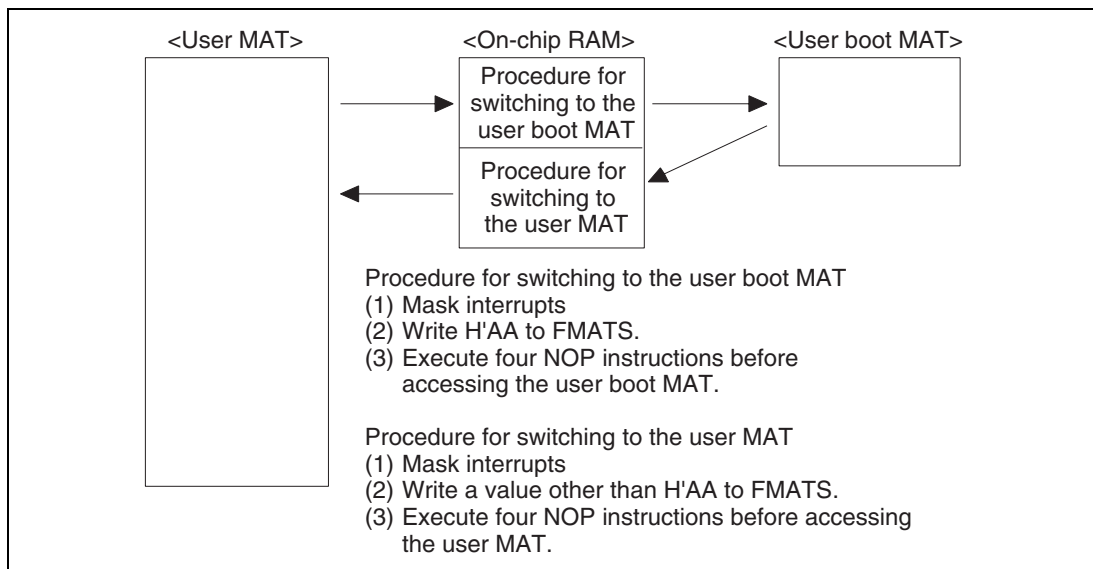 <User MAT> <On-chip RAM> <User boot MAT>
Procedure for
switching to the
user boot MAT
Procedure for
switching to
the user MAT
Procedure for switching to the user boot MAT
(1) Mask interrupts
(2) Write H'AA to FMATS.
(3) Execute four NOP instructions before
accessing the user boot MAT.
Procedure for switching to the user MAT
(1) Mask interrupts
(2) Write a value other than H'AA to FMATS.
(3) Execute four NOP instructions before accessing
the user MAT.